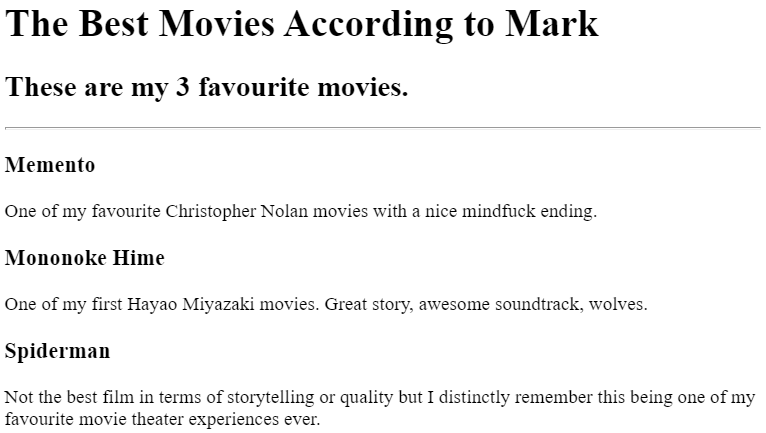 The Best Movies According to Mark
These are my 3 favourite movies.
Memento
One of my favourite Christopher Nolan movies with a nice mindfuck ending.
Mononoke Hime
One of my first Hayao Miyazaki movies. Great story, awesome soundtrack, wolves.
Spiderman
Not the best film in terms of storytelling or quality but I distinctly remember this being one of my
favourite movie theater experiences ever.